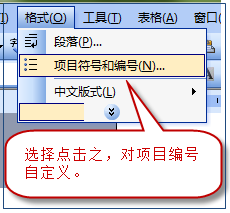 格式(O) 工具(T) 表格(A) 窗口(
段落(P)...
项目符号和编号(N)...
中文版式(L)
选择点击之，对项目编号
自定义。